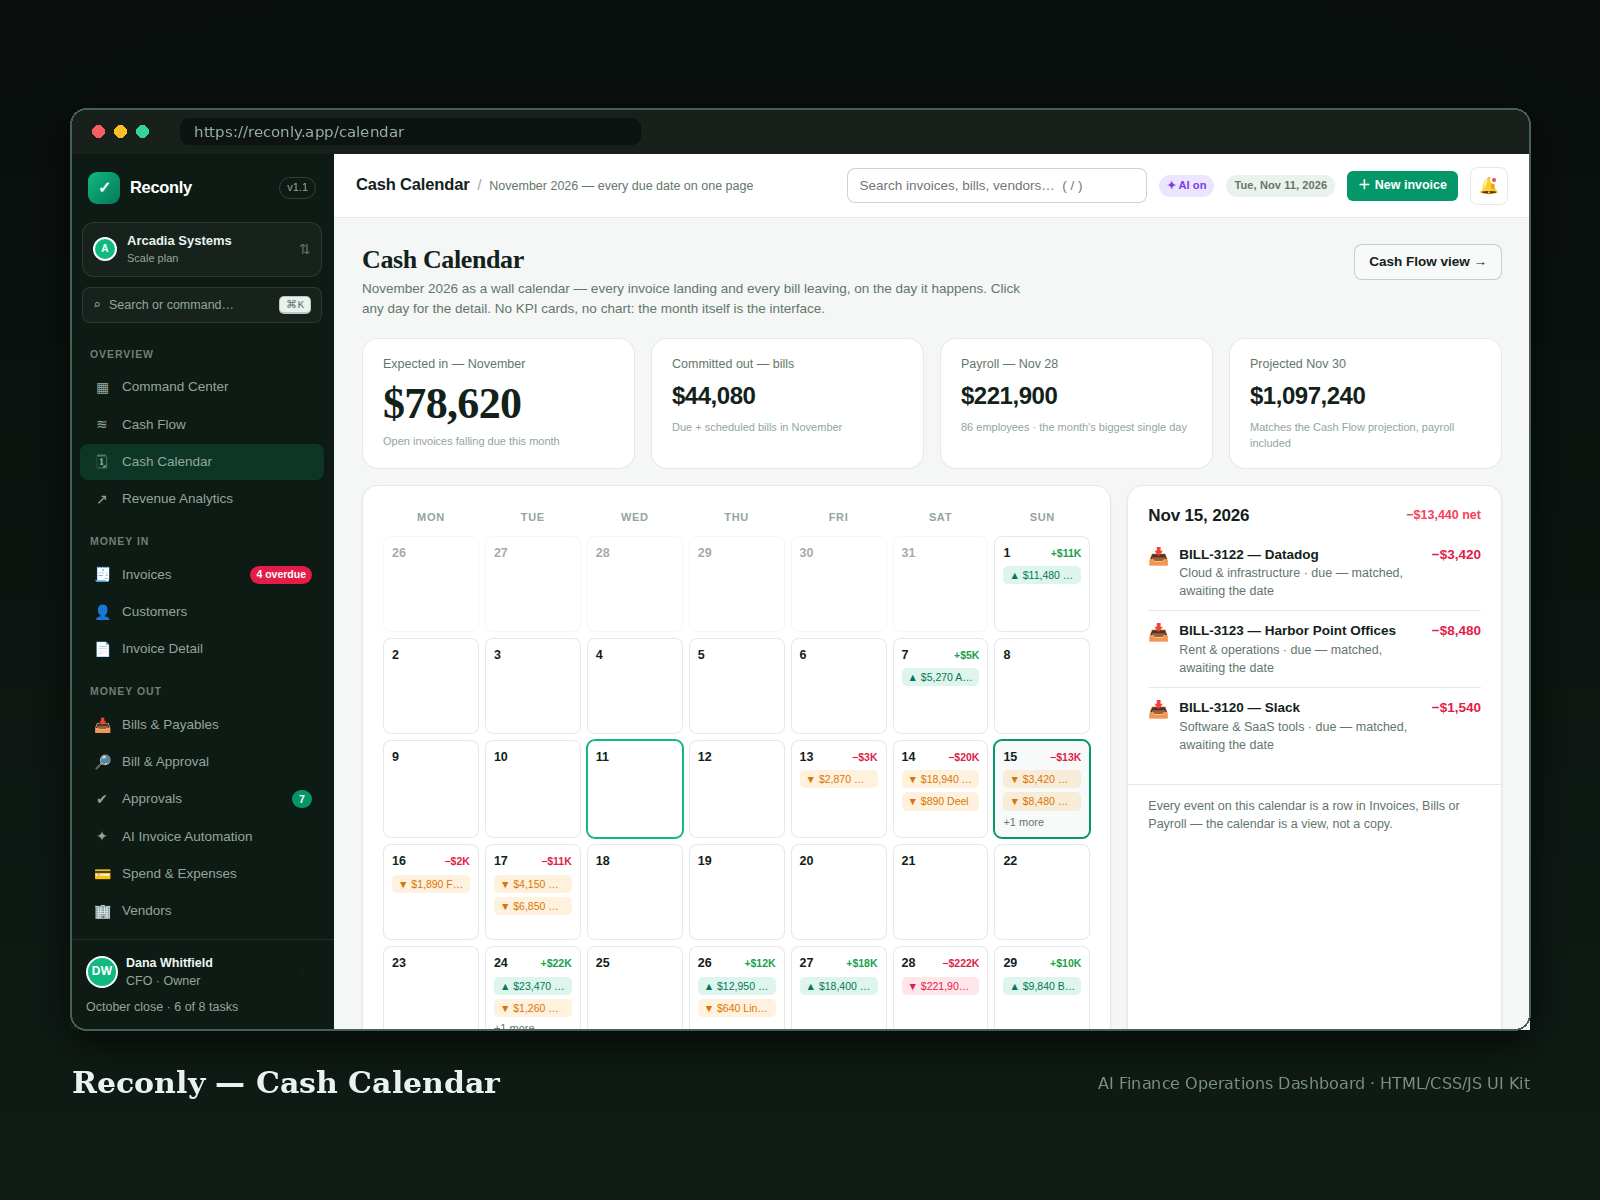 https://reconly.app/calendar
✓ Reconly v1.1
A Arcadia Systems
Scale plan
Search or command… ⌘K
OVERVIEW
Command Center
Cash Flow
Cash Calendar
Revenue Analytics
MONEY IN
Invoices 4 overdue
Customers
Invoice Detail
MONEY OUT
Bills & Payables
Bill & Approval
Approvals 7
AI Invoice Automation
Spend & Expenses
Vendors
DW Dana Whitfield
CFO · Owner
October close · 6 of 8 tasks
Cash Calendar / November 2026 — every due date on one page
Search invoices, bills, vendors… ( / )
✦ AI on
Tue, Nov 11, 2026
+ New invoice
Cash Calendar
November 2026 as a wall calendar — every invoice landing and every bill leaving, on the day it happens. Click
any day for the detail. No KPI cards, no chart: the month itself is the interface.
Cash Flow view →
Expected in — November
$78,620
Open invoices falling due this month
Committed out — bills
$44,080
Due + scheduled bills in November
Payroll — Nov 28
$221,900
86 employees · the month's biggest single day
Projected Nov 30
$1,097,240
Matches the Cash Flow projection, payroll
included
MON TUE WED THU FRI SAT SUN
26 27 28 29 30 31 1 +$11K
▲ $11,480 …
2 3 4 5 6 7 +$5K 8
▲ $5,270 A…
9 10 11 12 13 −$3K 14 −$20K 15 −$13K
▼ $2,870 … ▼ $18,940 … ▼ $3,420 …
▼ $890 Deel ▼ $8,480 …
+1 more
16 −$2K 17 −$11K 18 19 20 21 22
▼ $1,890 F… ▼ $4,150 …
▼ $6,850 …
23 24 +$22K 25 26 +$12K 27 +$18K 28 −$222K 29 +$10K
▲ $23,470 … ▲ $12,950 … ▲ $18,400 … ▼ $221,90… ▲ $9,840 B…
▼ $1,260 … ▼ $640 Lin…
+1 more
Nov 15, 2026 −$13,440 net
BILL-3122 — Datadog −$3,420
Cloud & infrastructure · due — matched,
awaiting the date
BILL-3123 — Harbor Point Offices −$8,480
Rent & operations · due — matched,
awaiting the date
BILL-3120 — Slack −$1,540
Software & SaaS tools · due — matched,
awaiting the date
Every event on this calendar is a row in Invoices, Bills or
Payroll — the calendar is a view, not a copy.
Reconly — Cash Calendar
AI Finance Operations Dashboard · HTML/CSS/JS UI Kit